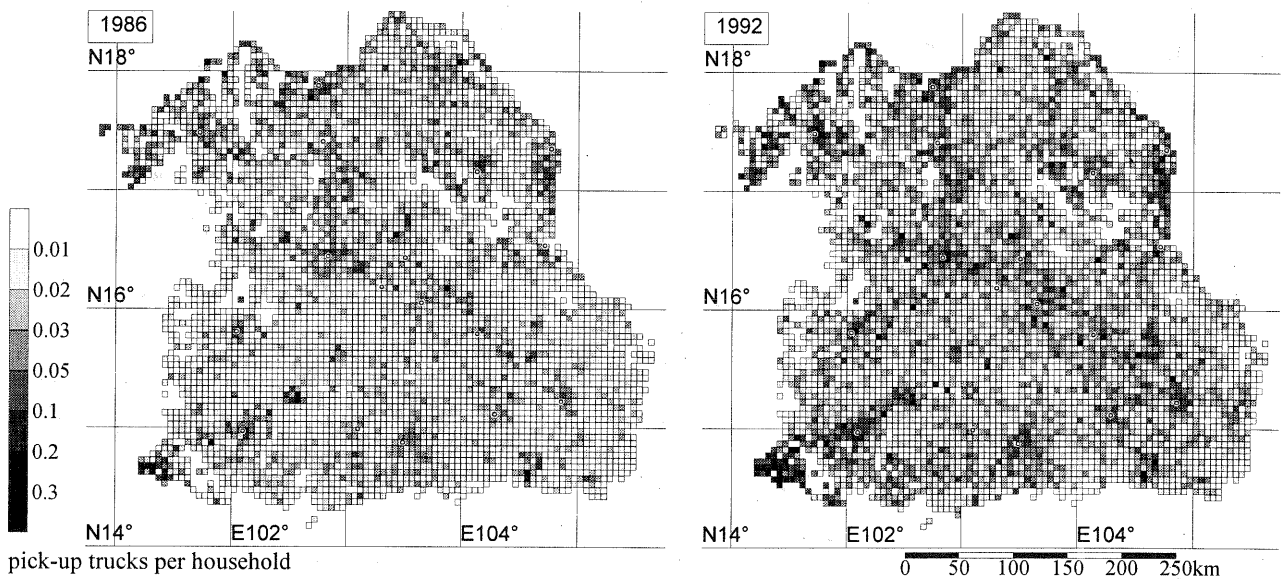 1986
N18°
N16°
N14°
E102°
E104°
0.01
0.02
0.03
0.05
0.1
0.2
0.3
pick-up trucks per household
1992
N18°
N16°
N14°
E102°
E104°
0 50 100 150 200 250km